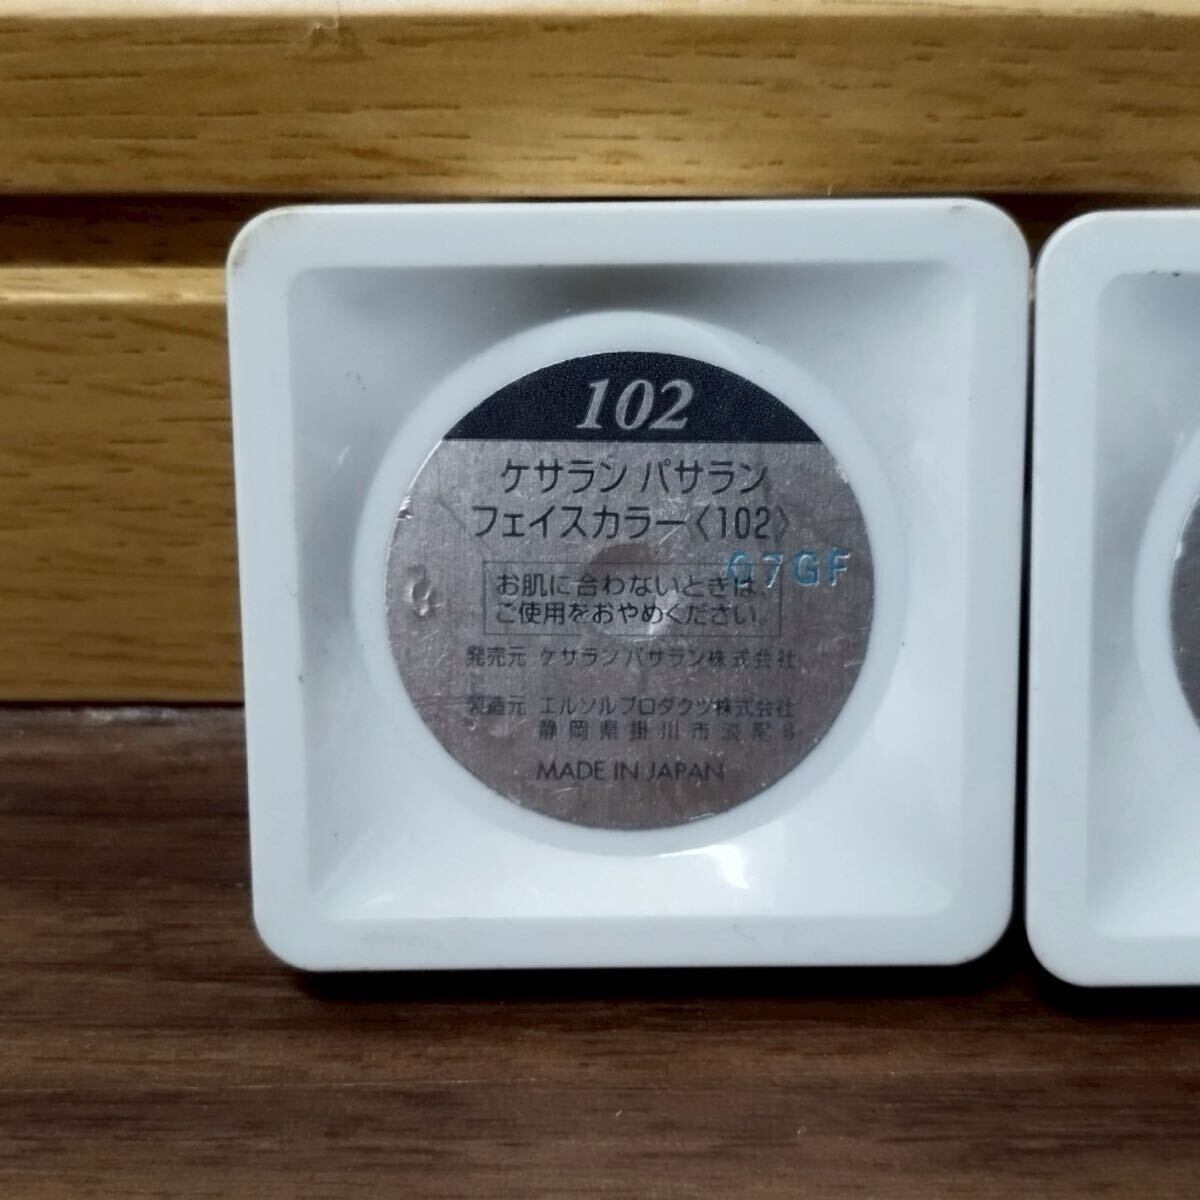 102
ケサラン パサラン
フェイスカラー〈102〉
07GF
お肌に合わないときは、
ご使用をおやめください。
発売元 ケサランパサラン株式会社
製造元 エルソルプロダクツ株式会社
静岡県掛川市淡陽8
MADE IN JAPAN